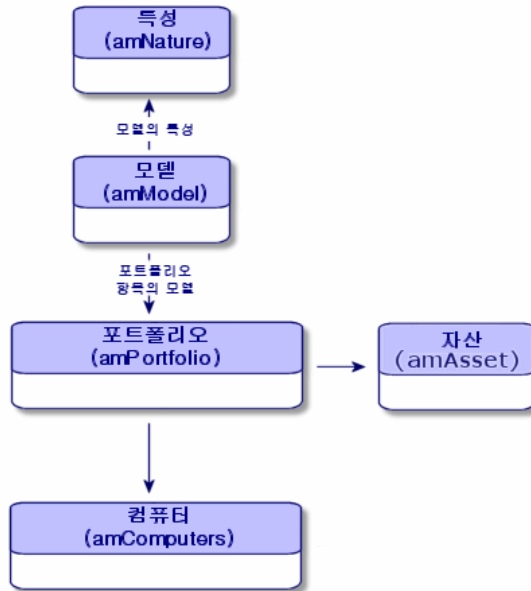 특성
(amNature)
모델의 특성
모델
(amModel)
포트폴리오
항목의 모델
포트폴리오
(amPortfolio)
자산
(amAsset)
컴퓨터
(amComputers)